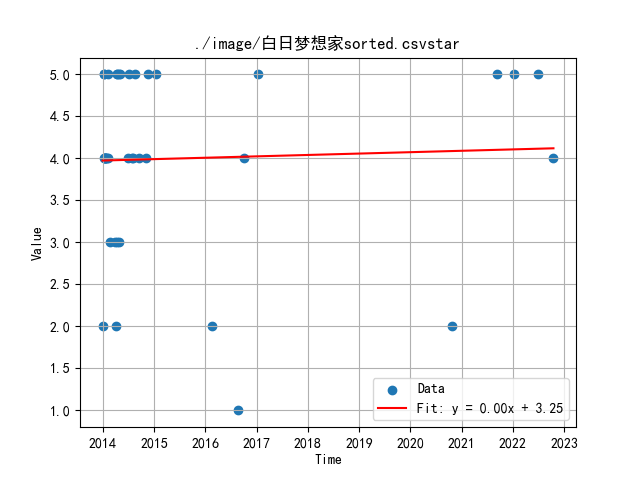 ./image/白日梦想家sorted.csvstar
5.0
4.5
4.0
3.5
3.0
2.5
2.0
1.5
1.0
Value
Data
Fit: y = 0.00x + 3.25
2014 2015 2016 2017 2018 2019 2020 2021 2022 2023
Time